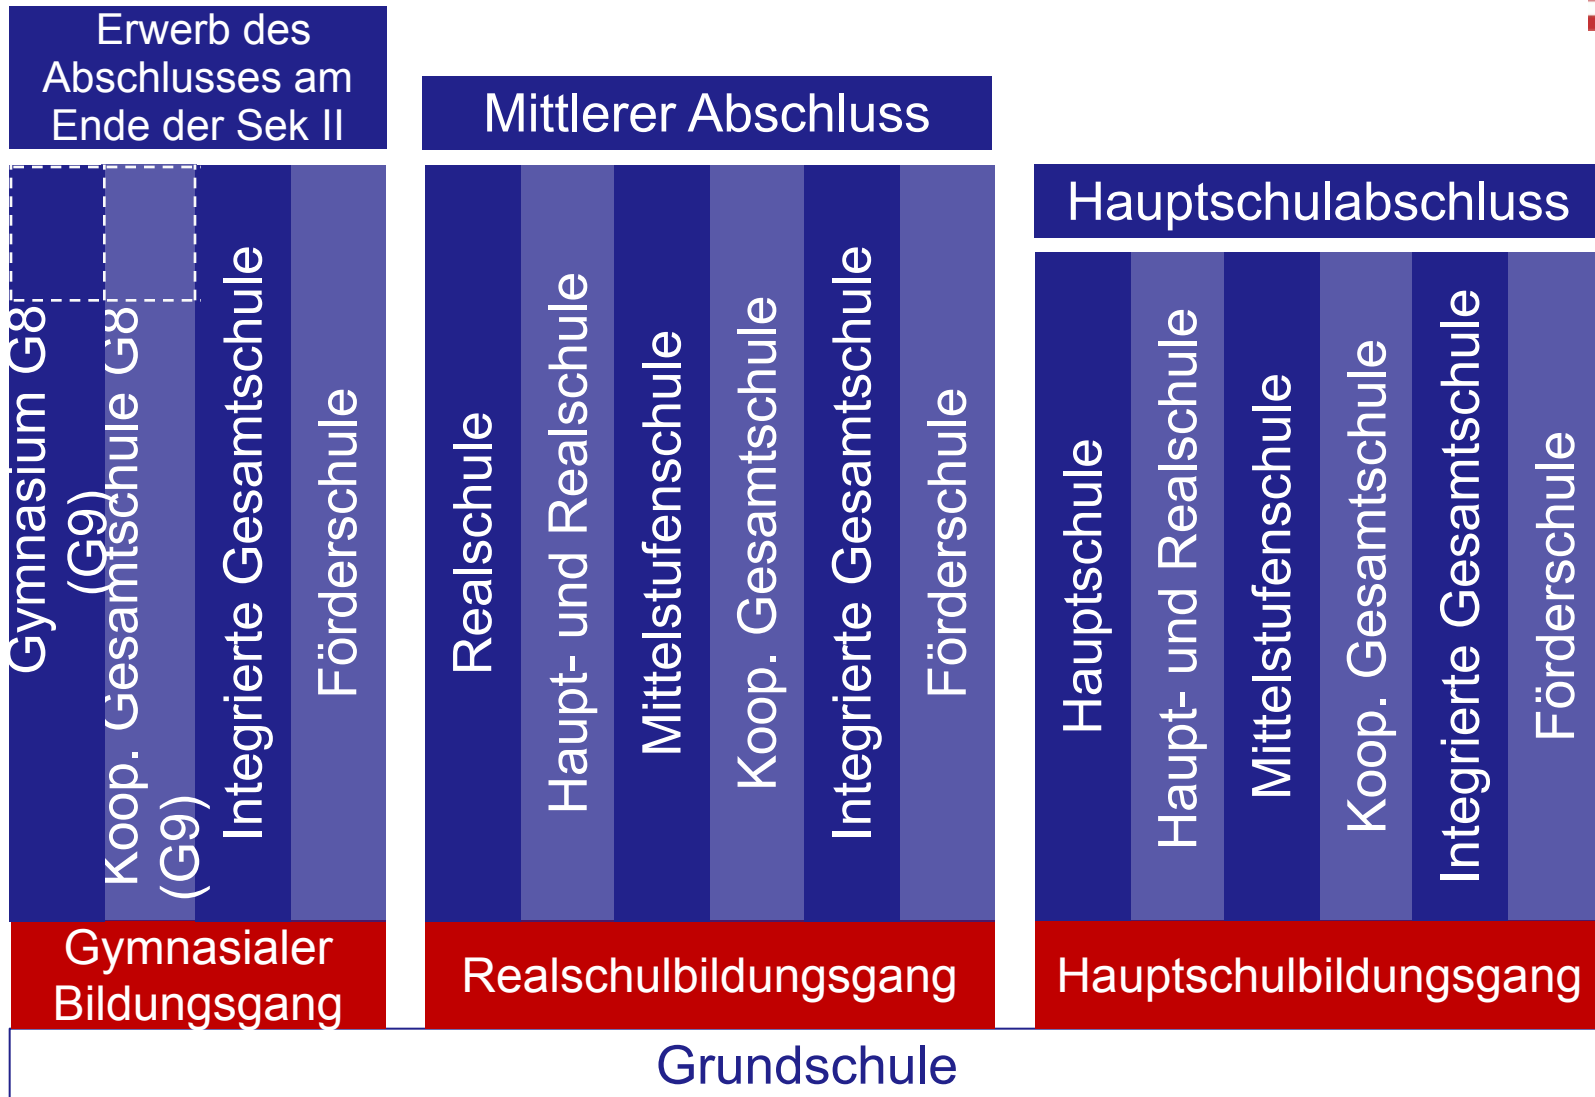 Erwerb des
Abschlusses am
Ende der Sek II
Mittlerer Abschluss
Hauptschulabschluss
Gymnasium G8
(G9)
Koop. Gesamtschule G8
(G9)
Integrierte Gesamtschule
Förderschule
Realschule
Haupt- und Realschule
Mittelstufenschule
Koop. Gesamtschule
Integrierte Gesamtschule
Förderschule
Hauptschule
Haupt- und Realschule
Mittelstufenschule
Koop. Gesamtschule
Integrierte Gesamtschule
Förderschule
Gymnasialer
Bildungsgang
Realschulbildungsgang
Hauptschulbildungsgang
Grundschule